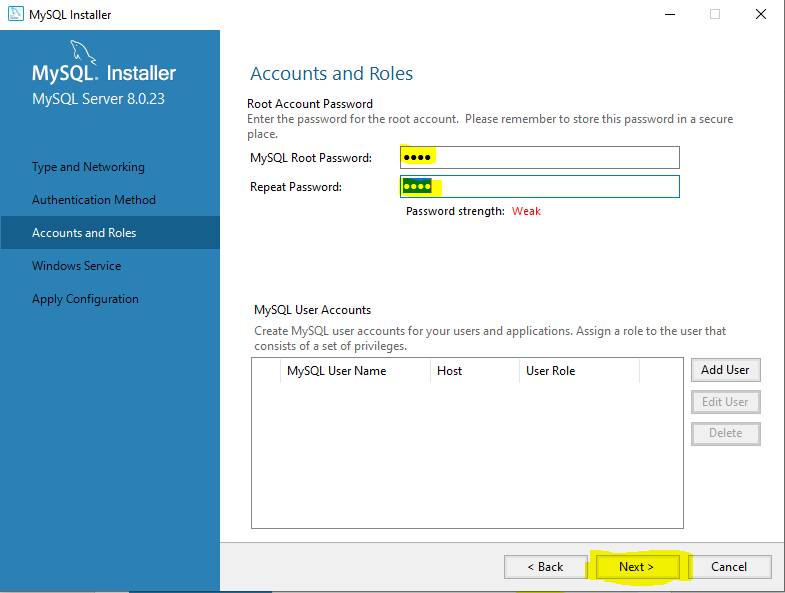 MySQL Installer
MySQL. Installer
MySQL Server 8.0.23
Type and Networking
Authentication Method
Accounts and Roles
Windows Service
Apply Configuration
Accounts and Roles
Root Account Password
Enter the password for the root account. Please remember to store this password in a secure
place.
MySQL Root Password: ●●●●
Repeat Password: ●●●●
Password strength: Weak
MySQL User Accounts
Create MySQL user accounts for your users and applications. Assign a role to the user that
consists of a set of privileges.
MySQL User Name Host User Role
Add User
Edit User
Delete
< Back Next > Cancel